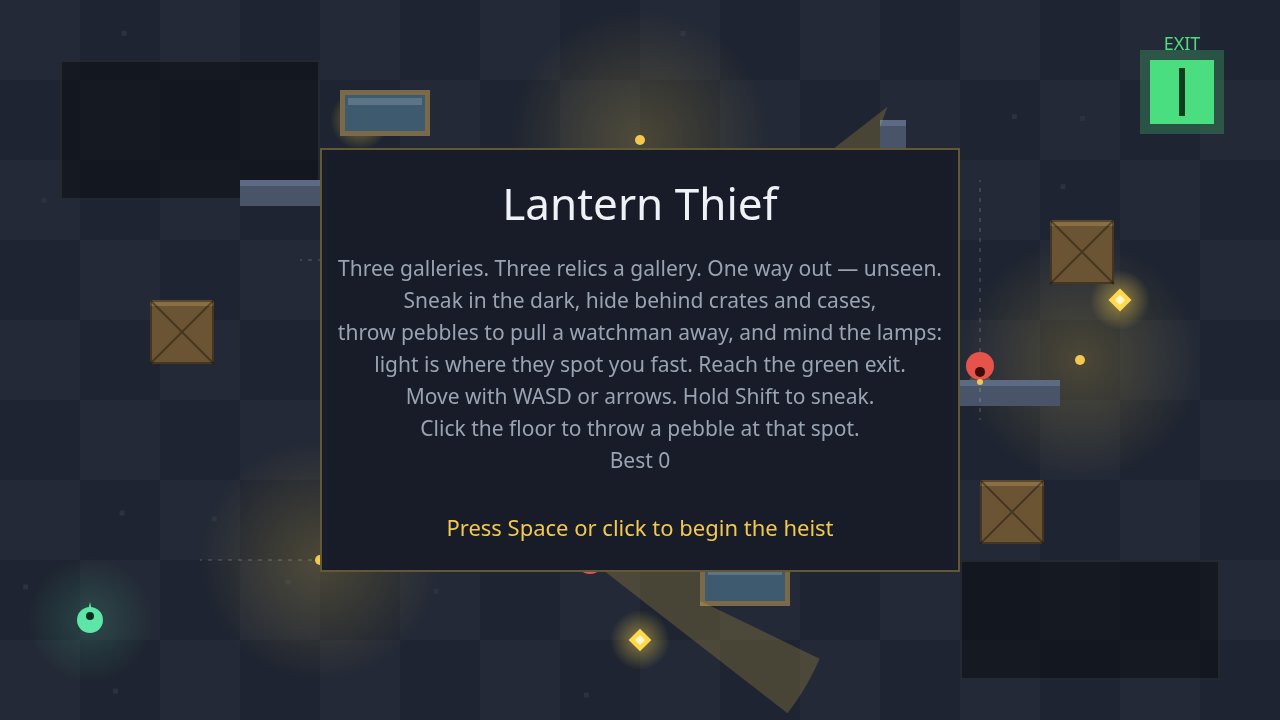 EXIT
Lantern Thief
Three galleries. Three relics a gallery. One way out — unseen.
Sneak in the dark, hide behind crates and cases,
throw pebbles to pull a watchman away, and mind the lamps:
light is where they spot you fast. Reach the green exit.
Move with WASD or arrows. Hold Shift to sneak.
Click the floor to throw a pebble at that spot.
Best 0
Press Space or click to begin the heist